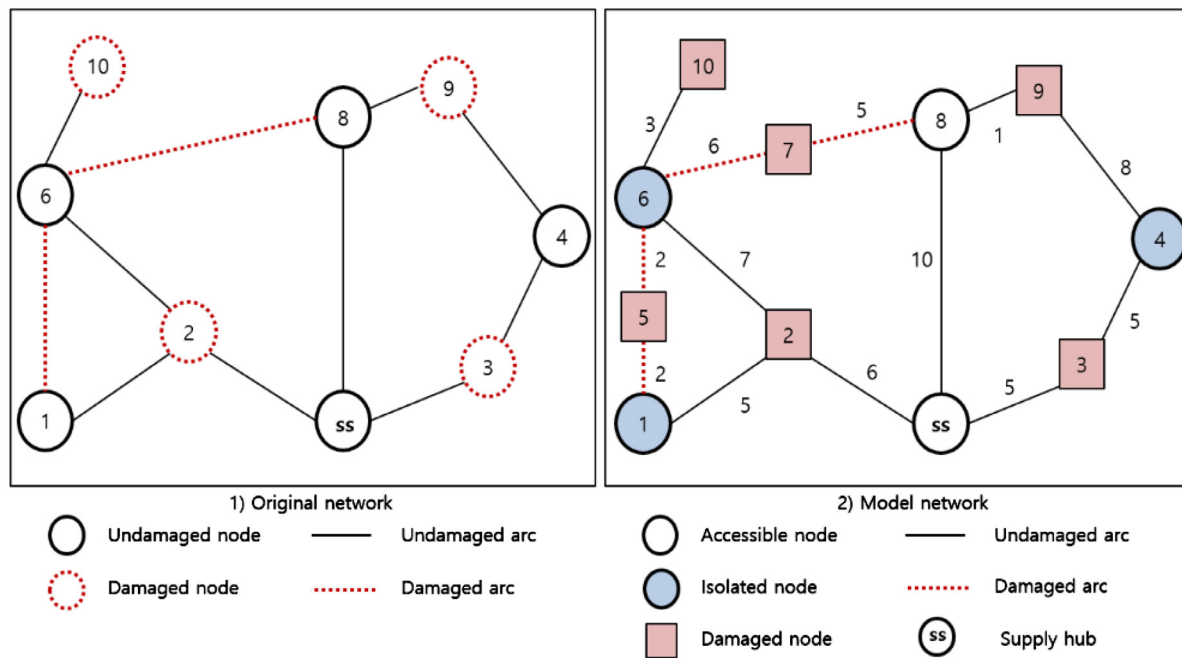 10
9
8
6
4
2
3
1
ss
10
9
5
8
3
1
7
6
8
6
4
2
7
10
5
2
5
3
6
5
2
5
1
ss
1) Original network
2) Model network
Undamaged node
Undamaged arc
Accessible node
Undamaged arc
Damaged node
Damaged arc
Isolated node
Damaged arc
Damaged node
ss
Supply hub